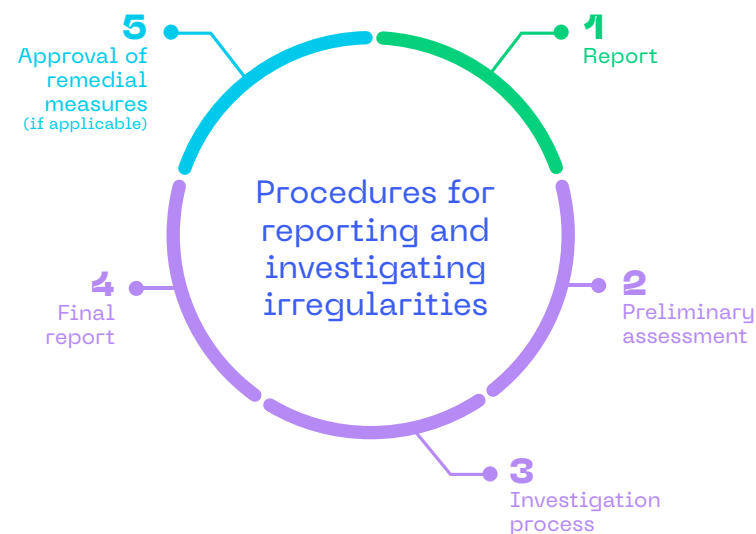 Procedures for
reporting and
investigating
irregularities
1
Report
2
Preliminary
assessment
3
Investigation
process
4
Final
report
5
Approval of
remedial
measures
(if applicable)